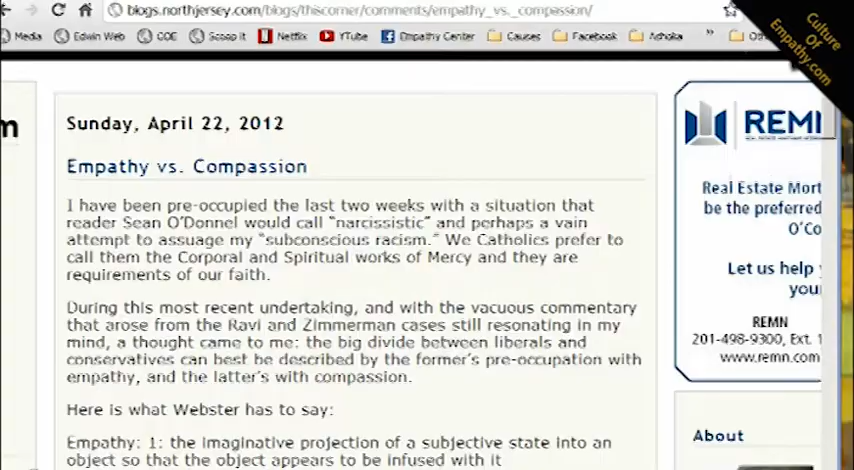 blogs.northjersey.com/blogs/thiscorner/comments/empathy_vs._compassion/
Media Edwin Web COE Scoop it Netflix YTube Empathy Center Causes Facebook Ashoka »
Culture
Of
Empathy.com
m
Sunday, April 22, 2012
Empathy vs. Compassion
I have been pre-occupied the last two weeks with a situation that
reader Sean O'Donnel would call "narcissistic" and perhaps a vain
attempt to assuage my "subconscious racism." We Catholics prefer to
call them the Corporal and Spiritual works of Mercy and they are
requirements of our faith.
During this most recent undertaking, and with the vacuous commentary
that arose from the Ravi and Zimmerman cases still resonating in my
mind, a thought came to me: the big divide between liberals and
conservatives can best be described by the former's pre-occupation with
empathy, and the latter's with compassion.
Here is what Webster has to say:
Empathy: 1: the imaginative projection of a subjective state into an
object so that the object appears to be infused with it
REMN
Real Estate Mort
be the preferred
O'Co
Let us help
you
REMN
201-498-9300, Ext. 1
www.remn.com
About